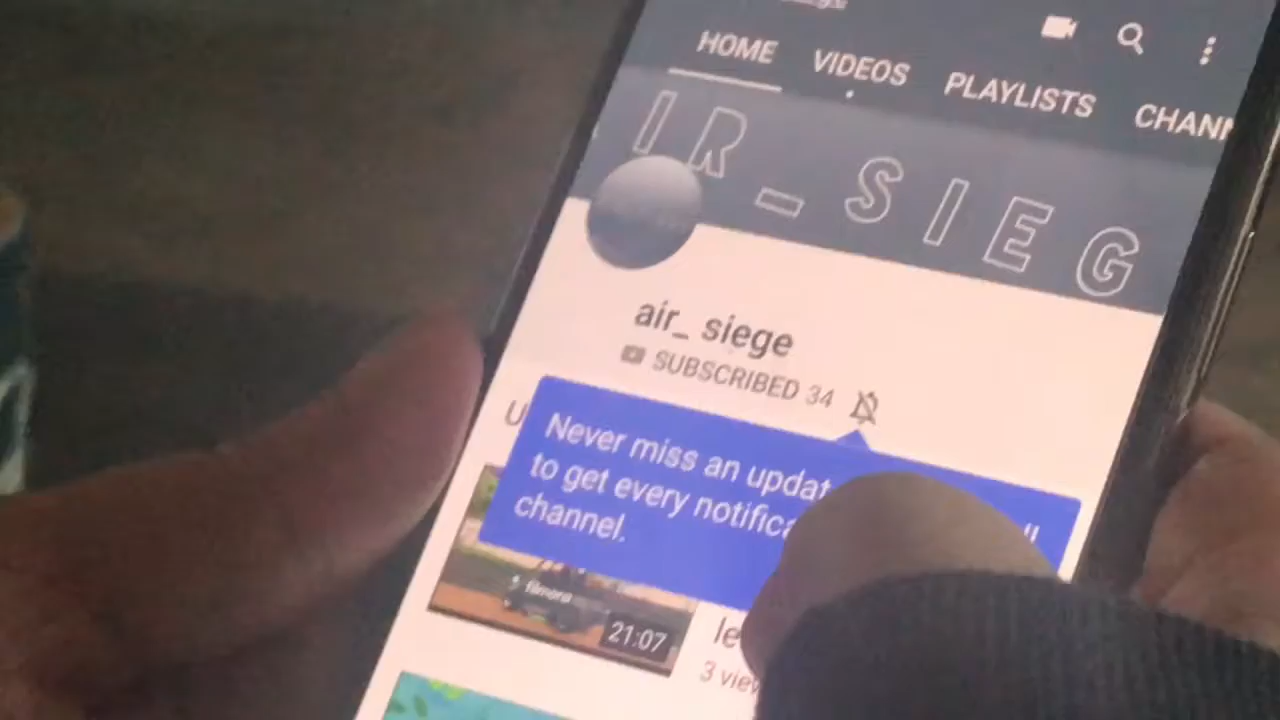 HOME VIDEOS PLAYLISTS CHANN
IR_SIEG
air_ siege
SUBSCRIBED 34
U
Never miss an updat
to get every notifica
channel.
filmora
21:07
le
3 view